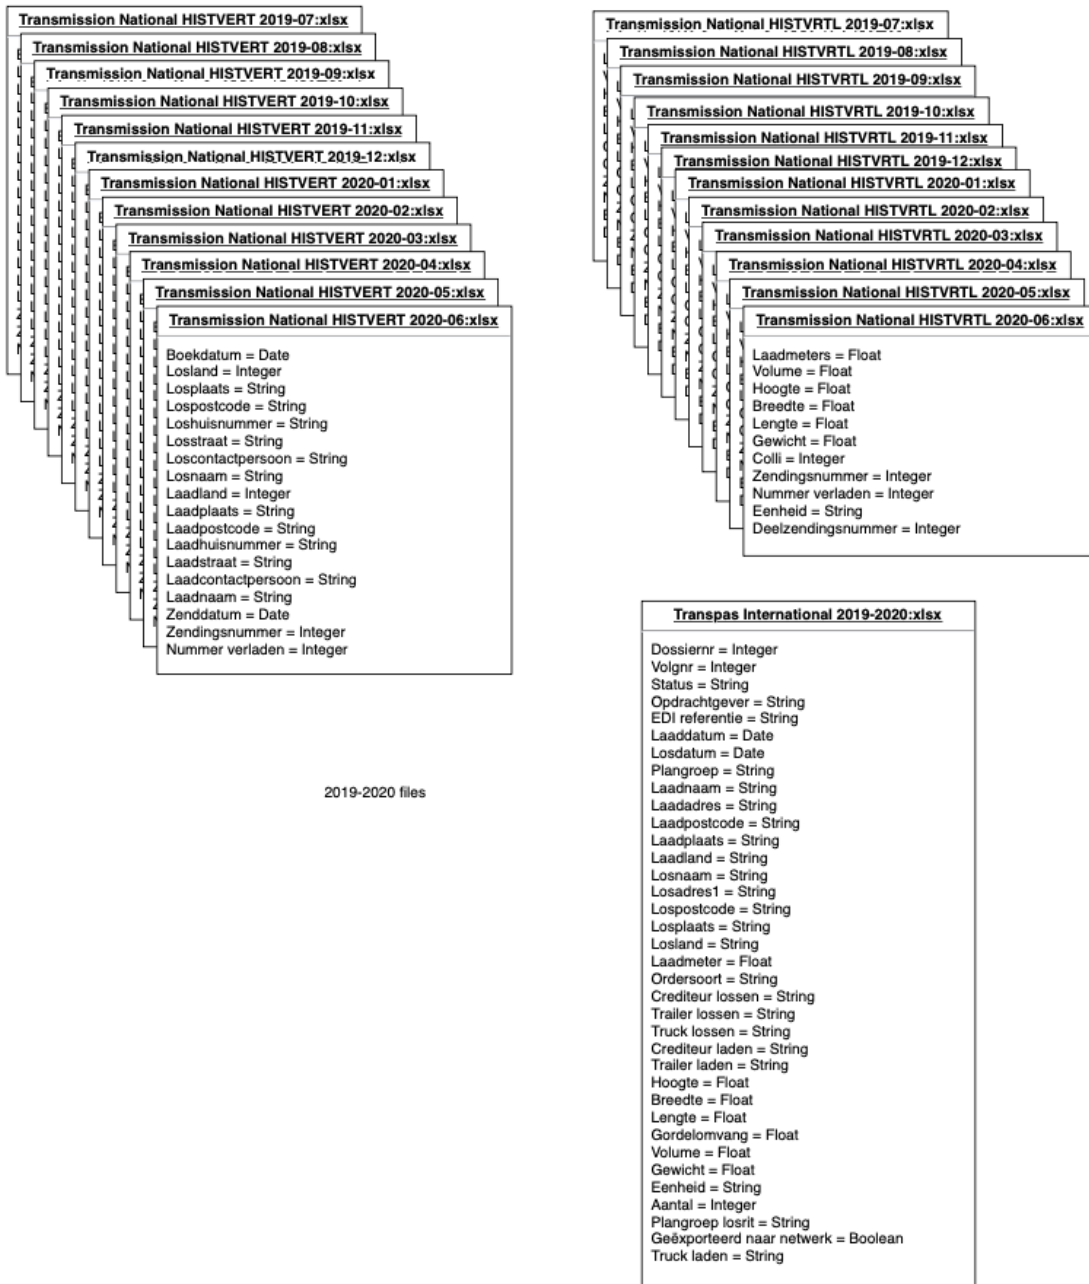 Transmission National HISTVERT 2019-07:xlsx
Transmission National HISTVERT 2019-08:xlsx
Transmission National HISTVERT 2019-09:xlsx
Transmission National HISTVERT 2019-10:xlsx
Transmission National HISTVERT 2019-11:xlsx
Transmission National HISTVERT 2019-12:xlsx
Transmission National HISTVERT 2020-01:xlsx
Transmission National HISTVERT 2020-02:xlsx
Transmission National HISTVERT 2020-03:xlsx
Transmission National HISTVERT 2020-04:xlsx
Transmission National HISTVERT 2020-05:xlsx
Transmission National HISTVERT 2020-06:xlsx
Boekdatum = Date
Losland = Integer
Losplaats = String
Lospostcode = String
Loshuisnummer = String
Losstraat = String
Loscontactpersoon = String
Losnaam = String
Laadland = Integer
Laadplaats = String
Laadpostcode = String
Laadhuisnummer = String
Laadstraat = String
Laadcontactpersoon = String
Laadnaam = String
Zenddatum = Date
Zendingsnummer = Integer
Nummer verladen = Integer
Transmission National HISTVRTL 2019-07:xlsx
Transmission National HISTVRTL 2019-08:xlsx
Transmission National HISTVRTL 2019-09:xlsx
Transmission National HISTVRTL 2019-10:xlsx
Transmission National HISTVRTL 2019-11:xlsx
Transmission National HISTVRTL 2019-12:xlsx
Transmission National HISTVRTL 2020-01:xlsx
Transmission National HISTVRTL 2020-02:xlsx
Transmission National HISTVRTL 2020-03:xlsx
Transmission National HISTVRTL 2020-04:xlsx
Transmission National HISTVRTL 2020-05:xlsx
Transmission National HISTVRTL 2020-06:xlsx
Laadmeters = Float
Volume = Float
Hoogte = Float
Breedte = Float
Lengte = Float
Gewicht = Float
Colli = Integer
Zendingsnummer = Integer
Nummer verladen = Integer
Eenheid = String
Deelzendingsnummer = Integer
2019-2020 files
Transpas International 2019-2020:xlsx
Dossiernr = Integer
Volgnr = Integer
Status = String
Opdrachtgever = String
EDI referentie = String
Laaddatum = Date
Losdatum = Date
Plangroep = String
Laadnaam = String
Laadadres = String
Laadpostcode = String
Laadplaats = String
Laadland = String
Losnaam = String
Losadres1 = String
Lospostcode = String
Losplaats = String
Losland = String
Laadmeter = Float
Ordersoort = String
Crediteur lossen = String
Trailer lossen = String
Truck lossen = String
Crediteur laden = String
Trailer laden = String
Hoogte = Float
Breedte = Float
Lengte = Float
Gordelomvang = Float
Volume = Float
Gewicht = Float
Eenheid = String
Aantal = Integer
Plangroep losrit = String
Geëxporteerd naar netwerk = Boolean
Truck laden = String